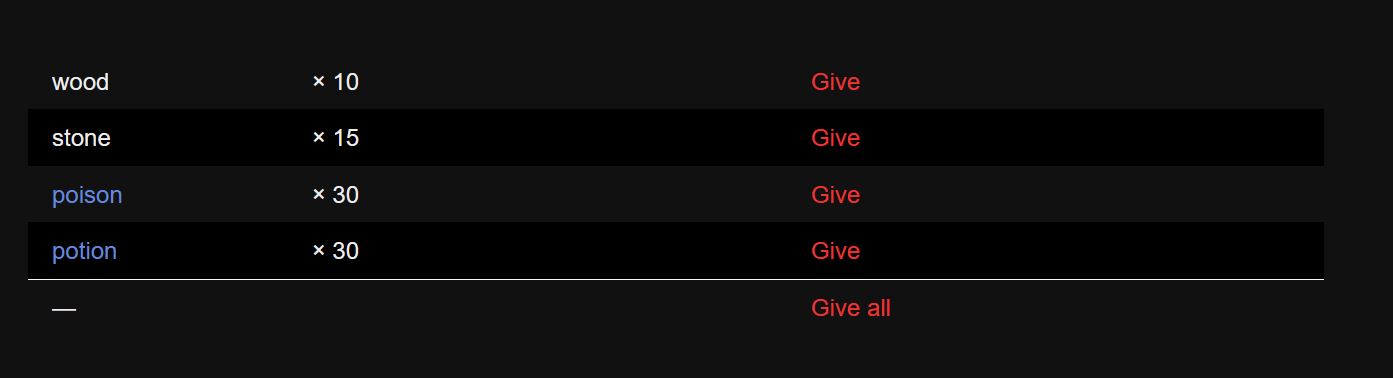 wood × 10 Give
stone × 15 Give
poison × 30 Give
potion × 30 Give
— Give all